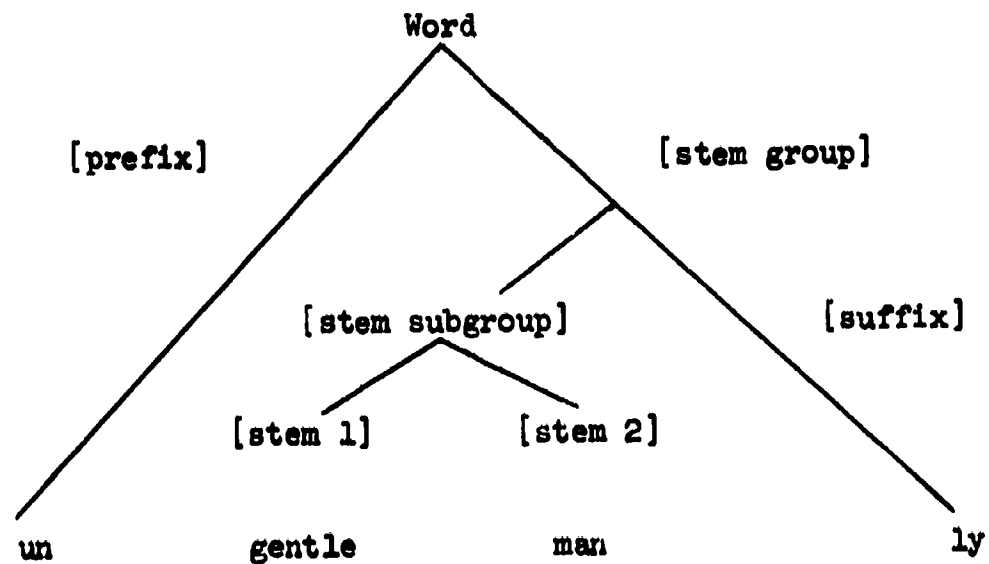 Word
[prefix] [stem group]
[stem subgroup] [suffix]
[stem 1] [stem 2]
un gentle man ly